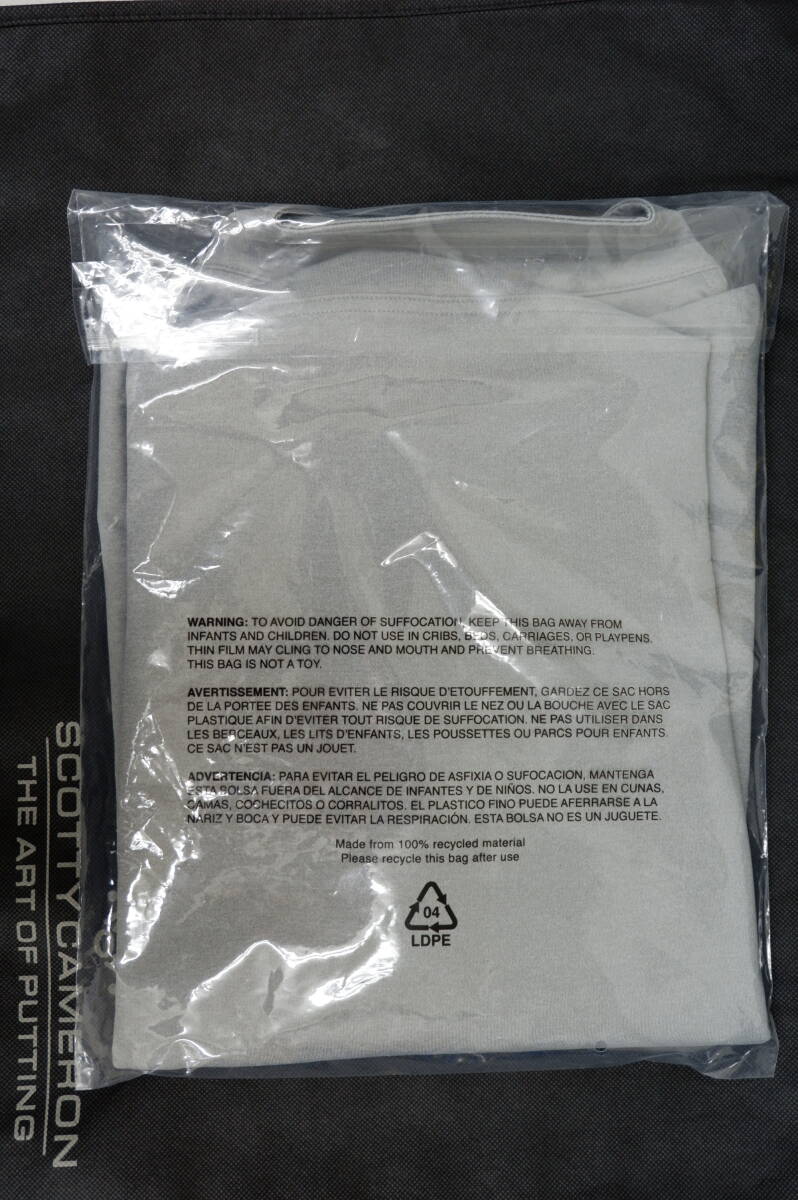 WARNING: TO AVOID DANGER OF SUFFOCATION, KEEP THIS BAG AWAY FROM
INFANTS AND CHILDREN. DO NOT USE IN CRIBS, BEDS, CARRIAGES, OR PLAYPENS.
THIN FILM MAY CLING TO NOSE AND MOUTH AND PREVENT BREATHING.
THIS BAG IS NOT A TOY.
AVERTISSEMENT: POUR EVITER LE RISQUE D'ETOUFFEMENT, GARDEZ CE SAC HORS
DE LA PORTEE DES ENFANTS. NE PAS COUVRIR LE NEZ OU LA BOUCHE AVEC LE SAC
PLASTIQUE AFIN D'EVITER TOUT RISQUE DE SUFFOCATION. NE PAS UTILISER DANS
LES BERCEAUX, LES LITS D'ENFANTS, LES POUSSETTES OU PARCS POUR ENFANTS.
CE SAC N'EST PAS UN JOUET.
ADVERTENCIA: PARA EVITAR EL PELIGRO DE ASFIXIA O SUFOCACION, MANTENGA
ESTA BOLSA FUERA DEL ALCANCE DE INFANTES Y DE NIÑOS. NO LA USE EN CUNAS,
CAMAS, COCHECITOS O CORRALITOS. EL PLASTICO FINO PUEDE AFERRARSE A LA
NARIZ Y BOCA Y PUEDE EVITAR LA RESPIRACIÓN. ESTA BOLSA NO ES UN JUGUETE.
Made from 100% recycled material
Please recycle this bag after use
04
LDPE
SCOTTY CAMERON
THE ART OF PUTTING